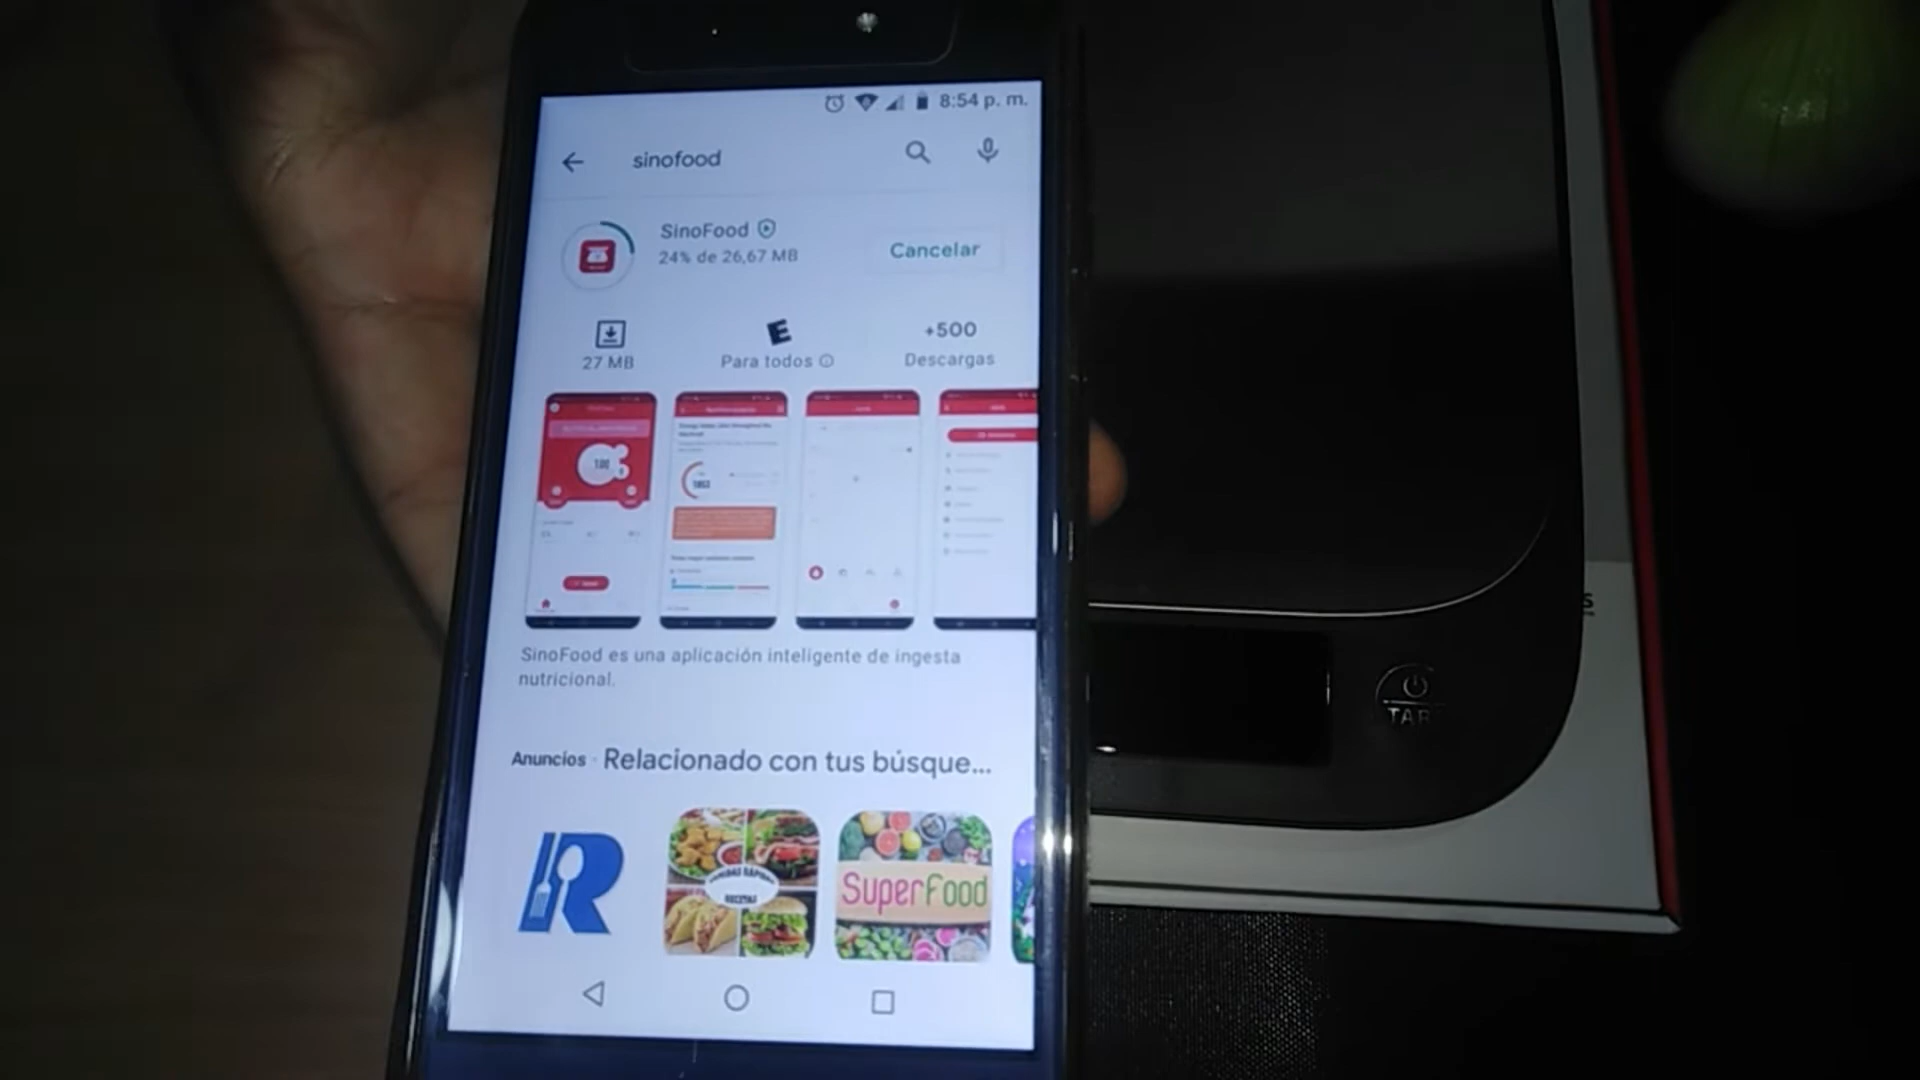 8:54 p. m.
sinofood
SinoFood
24% de 26,67 MB
Cancelar
27 MB
E
Para todos
+500
Descargas
SinoFood es una aplicación inteligente de ingesta
nutricional.
Anuncios · Relacionado con tus búsque...
R
RECETAS
SuperFood
TAR
s